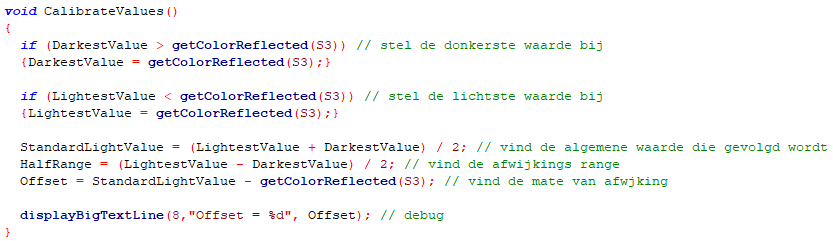 void CalibrateValues()
{
if (DarkestValue > getColorReflected(S3)) // stel de donkerste waarde bij
{DarkestValue = getColorReflected(S3);}
if (LightestValue < getColorReflected(S3)) // stel de lichtste waarde bij
{LightestValue = getColorReflected(S3);}
StandardLightValue = (LightestValue + DarkestValue) / 2; // vind de algemene waarde die gevolgd wordt
HalfRange = (LightestValue - DarkestValue) / 2; // vind de afwijkings range
Offset = StandardLightValue - getColorReflected(S3); // vind de mate van afwjking
displayBigTextLine(8,"Offset = %d", Offset); // debug
}